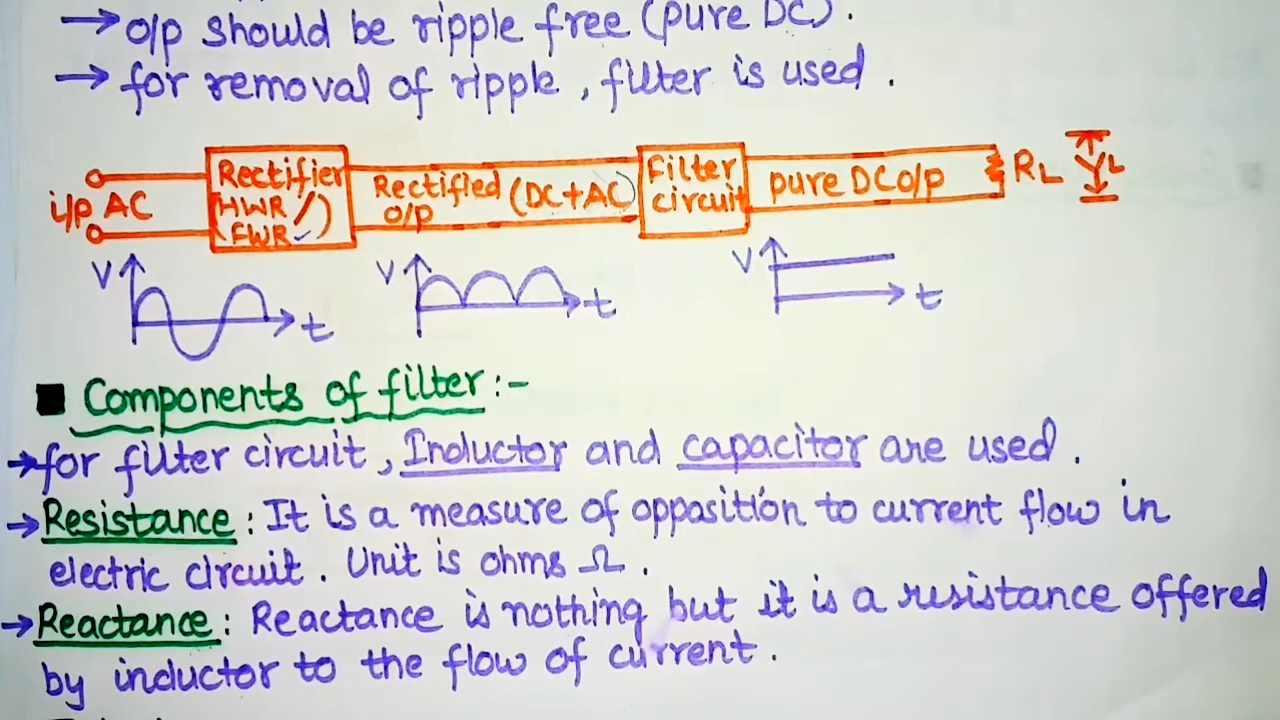 → o/p should be ripple free (pure DC).
→ for removal of ripple, filter is used.
i/p AC
Rectifier
(HWR/)
(FWR✓
Rectified (DC+AC)
o/p
Filter
circuit
pure DC o/p
RL
VL
V
t
V
t
V
t
■ Components of filter:-
→ for filter circuit, Inductor and capacitor are used.
→ Resistance: It is a measure of opposition to current flow in
electric circuit. Unit is ohms Ω.
→ Reactance: Reactance is nothing but it is a resistance offered
by inductor to the flow of current.